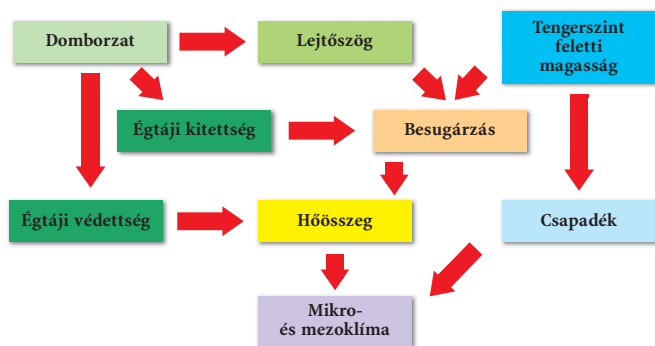 Domborzat
Lejtőszög
Tengerszint
feletti
magasság
Égtáji kitettség
Besugárzás
Égtáji védettség
Hőösszeg
Csapadék
Mikro-
és mezoklíma